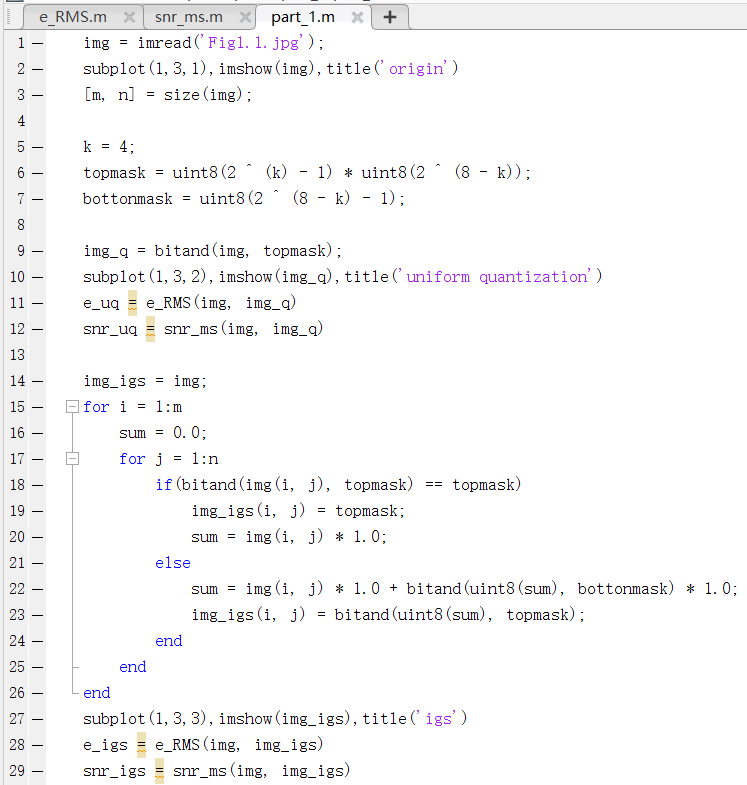 e_RMS.m × snr_ms.m × part_1.m × +
1 — img = imread('Fig1.1.jpg');
2 — subplot(1,3,1),imshow(img),title('origin')
3 — [m, n] = size(img);
4
5 — k = 4;
6 — topmask = uint8(2 ^ (k) - 1) * uint8(2 ^ (8 - k));
7 — bottonmask = uint8(2 ^ (8 - k) - 1);
8
9 — img_q = bitand(img, topmask);
10 — subplot(1,3,2),imshow(img_q),title('uniform quantization')
11 — e_uq = e_RMS(img, img_q)
12 — snr_uq = snr_ms(img, img_q)
13
14 — img_igs = img;
15 — for i = 1:m
16 — sum = 0.0;
17 — for j = 1:n
18 — if(bitand(img(i, j), topmask) == topmask)
19 — img_igs(i, j) = topmask;
20 — sum = img(i, j) * 1.0;
21 — else
22 — sum = img(i, j) * 1.0 + bitand(uint8(sum), bottonmask) * 1.0;
23 — img_igs(i, j) = bitand(uint8(sum), topmask);
24 — end
25 — end
26 — end
27 — subplot(1,3,3),imshow(img_igs),title('igs')
28 — e_igs = e_RMS(img, img_igs)
29 — snr_igs = snr_ms(img, img_igs)